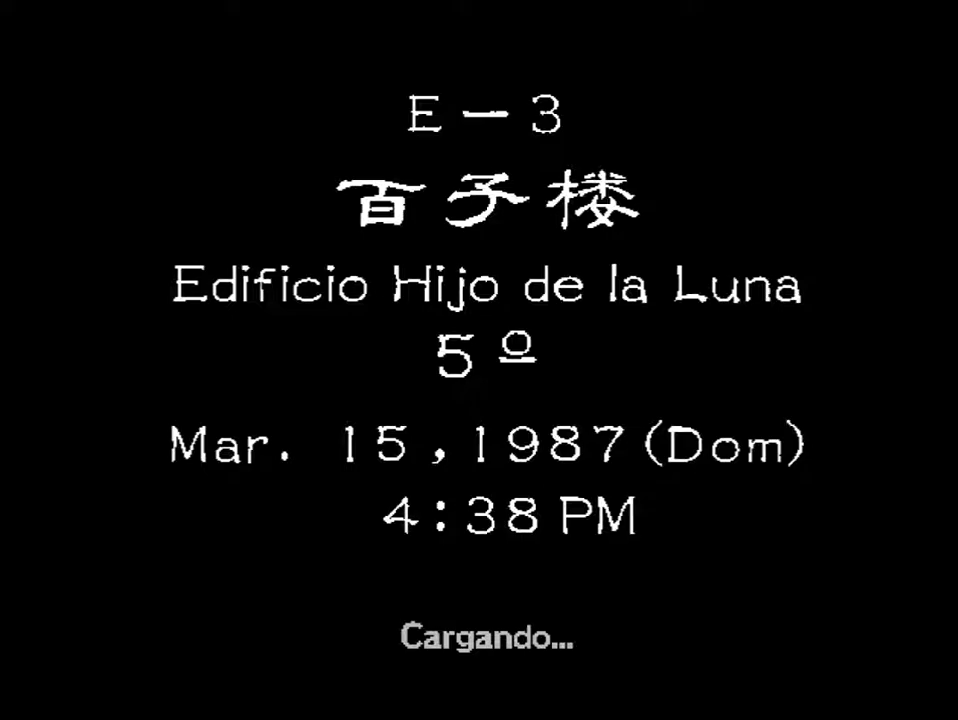 E-3
百子楼
Edificio Hijo de la Luna
5º
Mar. 15,1987(Dom)
4:38 PM
Cargando...